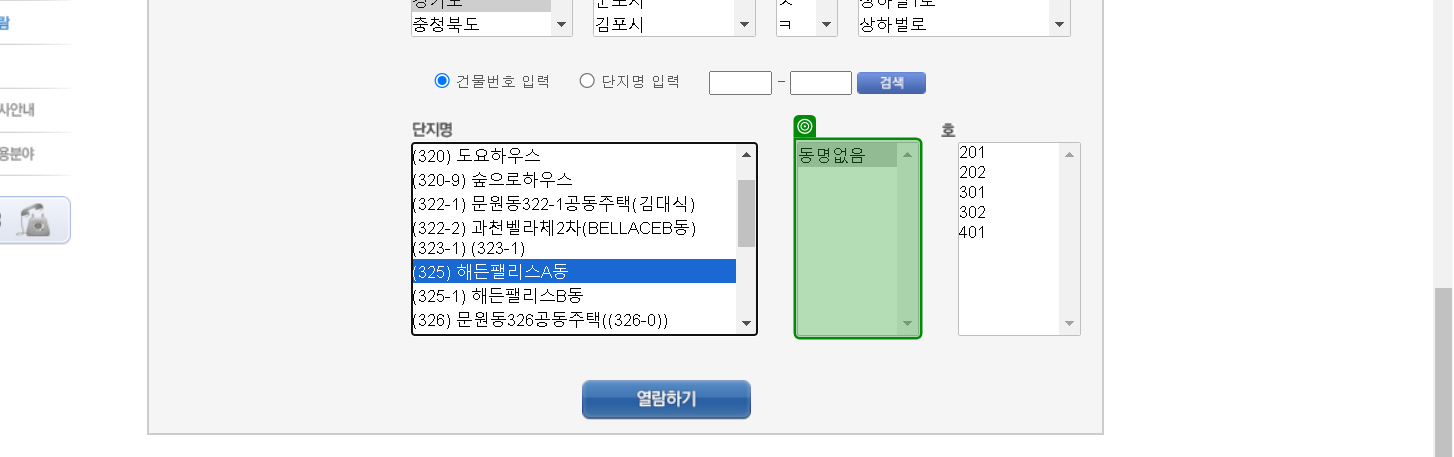 충청북도 김포시 ㅋ 상하벌로
람
건물번호 입력 단지명 입력 - 검색
사안내
단지명 호
용분야
(320) 도요하우스 동명없음 201
(320-9) 숲으로하우스 202
(322-1) 문원동322-1공동주택(김대식) 301
(322-2) 과천벨라체2차(BELLACEB동) 302
(323-1) (323-1) 401
(325) 해든팰리스A동
(325-1) 해든팰리스B동
(326) 문원동326공동주택((326-0))
열람하기